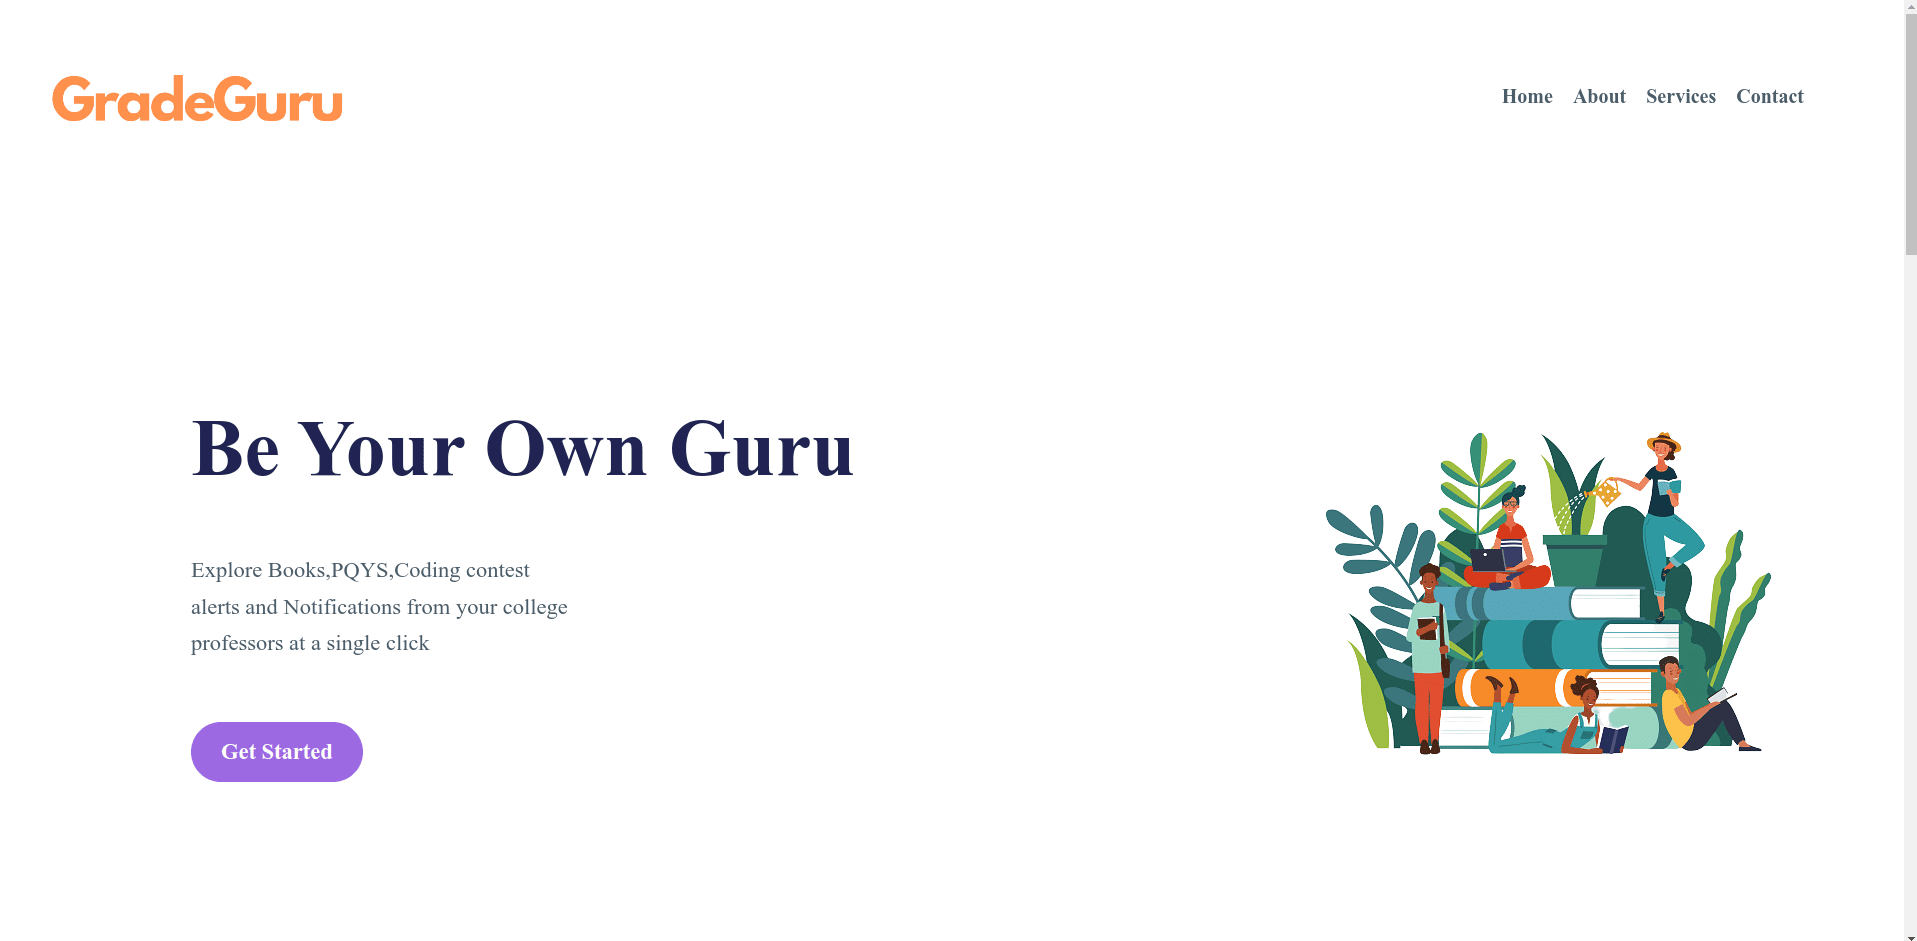 GradeGuru
Home About Services Contact
Be Your Own Guru
Explore Books,PQYS,Coding contest
alerts and Notifications from your college
professors at a single click
Get Started